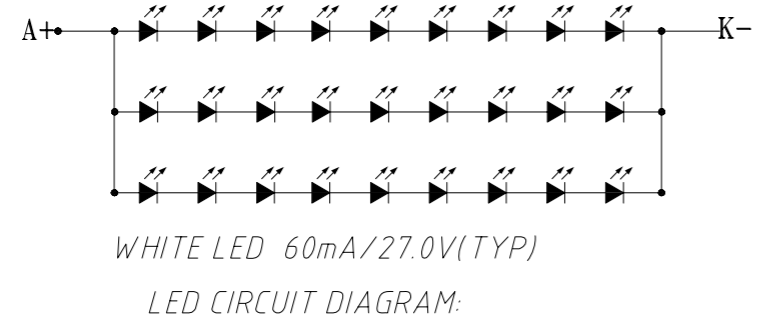 A+ K-
WHITE LED 60mA/27.0V(TYP)
LED CIRCUIT DIAGRAM: